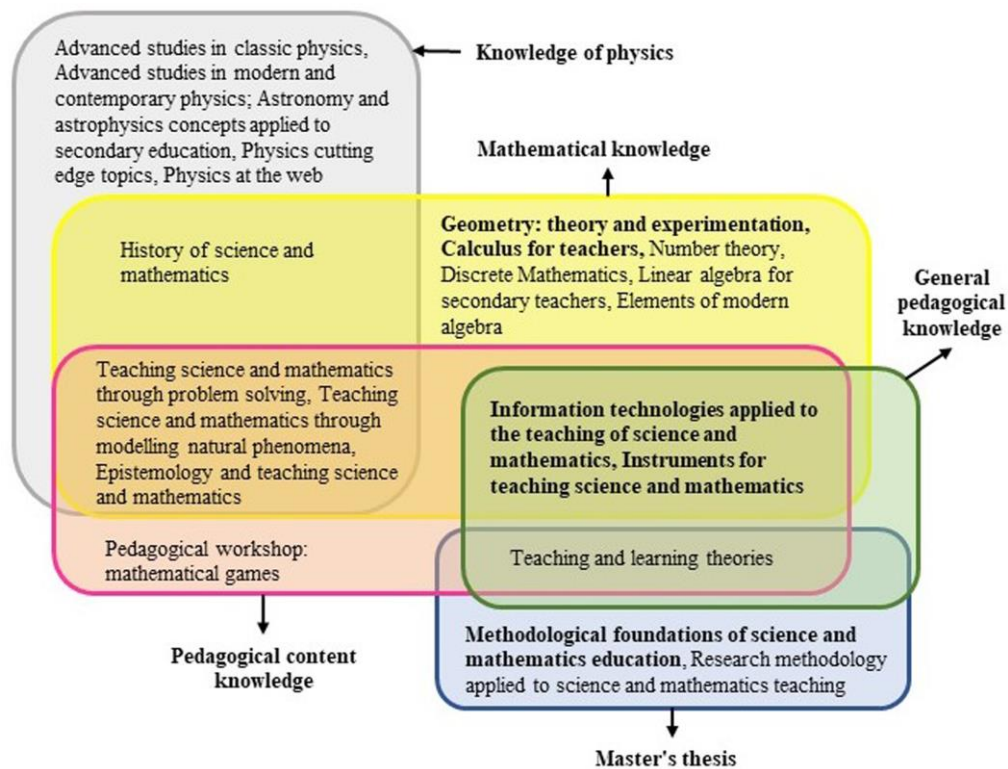 Advanced studies in classic physics,
Advanced studies in modern and
contemporary physics; Astronomy and
astrophysics concepts applied to
secondary education, Physics cutting
edge topics, Physics at the web
Knowledge of physics
Mathematical knowledge
History of science and
mathematics
Geometry: theory and experimentation,
Calculus for teachers, Number theory,
Discrete Mathematics, Linear algebra for
secondary teachers, Elements of modern
algebra
General
pedagogical
knowledge
Teaching science and mathematics
through problem solving, Teaching
science and mathematics through
modelling natural phenomena,
Epistemology and teaching science
and mathematics
Information technologies applied to
the teaching of science and
mathematics, Instruments for
teaching science and mathematics
Pedagogical workshop:
mathematical games
Teaching and learning theories
Pedagogical content
knowledge
Methodological foundations of science and
mathematics education, Research methodology
applied to science and mathematics teaching
Master's thesis